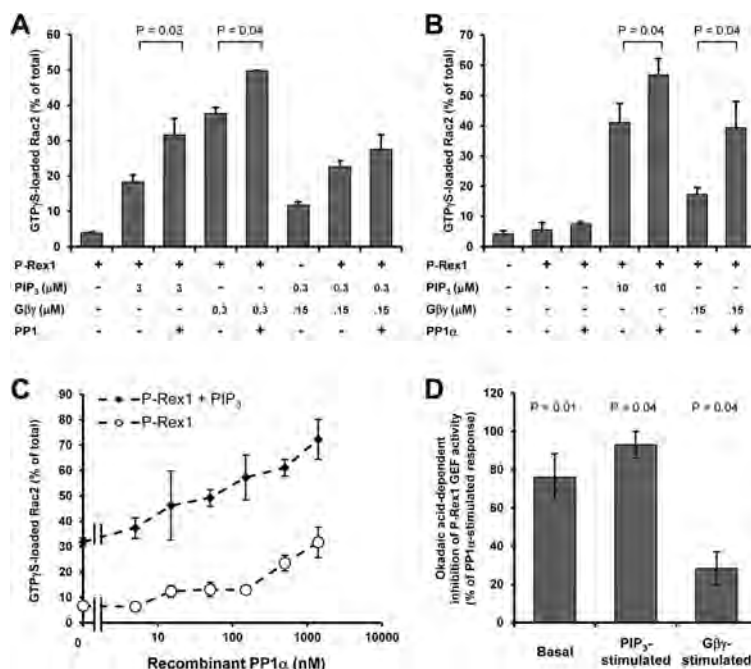 A
P = 0.03
P = 0.04
GTPγS-loaded Rac2 (% of total)
60
50
40
30
20
10
0
P-Rex1 + + + + + - + +
PIP3 (μM) - 3 3 - - 0.3 0.3 0.3
Gβγ (μM) - - - 0.3 0.3 .15 .15 .15
PP1 - - + - + - - +
B
P = 0.04
P = 0.04
GTPγS-loaded Rac2 (% of total)
70
60
50
40
30
20
10
0
P-Rex1 - + + + + + +
PIP3 (μM) - - - 10 10 - -
Gβγ (μM) - - - - - .15 .15
PP1α - - + - + - +
C
P-Rex1 + PIP3
P-Rex1
GTPγS-loaded Rac2 (% of total)
90
80
70
60
50
40
30
20
10
0
0 10 100 1000 10000
Recombinant PP1α (nM)
D
P = 0.01 P = 0.04 P = 0.04
Okadaic acid-dependent
inhibition of P-Rex1 GEF activity
(% of PP1α-stimulated response)
120
100
80
60
40
20
0
Basal
PIP3-
stimulated
Gβγ-
stimulated